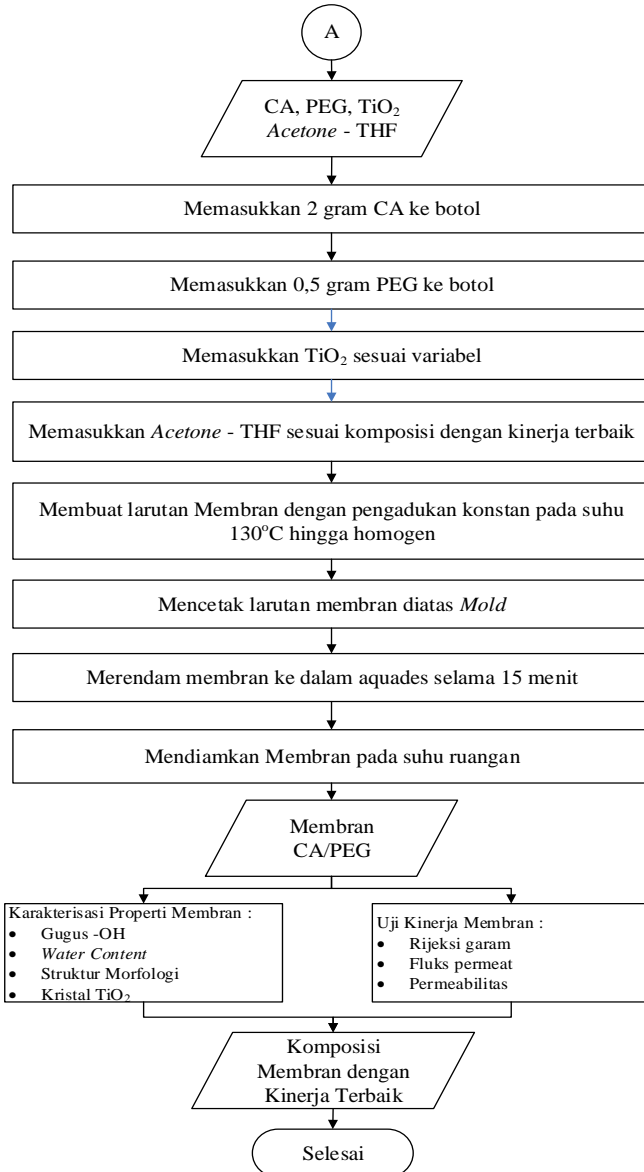 A
CA, PEG, TiO₂
Acetone - THF
Memasukkan 2 gram CA ke botol
Memasukkan 0,5 gram PEG ke botol
Memasukkan TiO₂ sesuai variabel
Memasukkan Acetone - THF sesuai komposisi dengan kinerja terbaik
Membuat larutan Membran dengan pengadukan konstan pada suhu
130°C hingga homogen
Mencetak larutan membran diatas Mold
Merendam membran ke dalam aquades selama 15 menit
Mendiamkan Membran pada suhu ruangan
Membran
CA/PEG
Karakterisasi Properti Membran :
• Gugus -OH
• Water Content
• Struktur Morfologi
• Kristal TiO₂
Uji Kinerja Membran :
• Rijeksi garam
• Fluks permeat
• Permeabilitas
Komposisi
Membran dengan
Kinerja Terbaik
Selesai